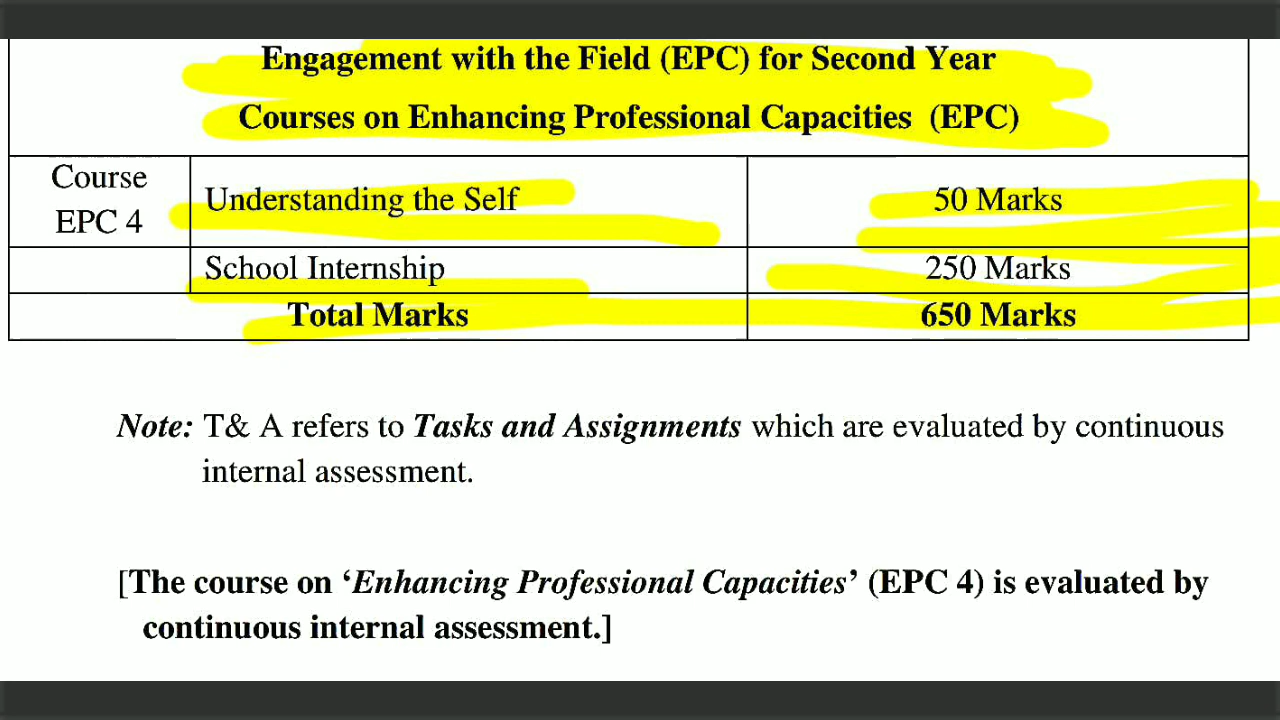 Engagement with the Field (EPC) for Second Year
Courses on Enhancing Professional Capacities (EPC)
Course
EPC 4
Understanding the Self
50 Marks
School Internship
250 Marks
Total Marks
650 Marks
Note: T& A refers to Tasks and Assignments which are evaluated by continuous
internal assessment.
[The course on ‘Enhancing Professional Capacities’ (EPC 4) is evaluated by
continuous internal assessment.]